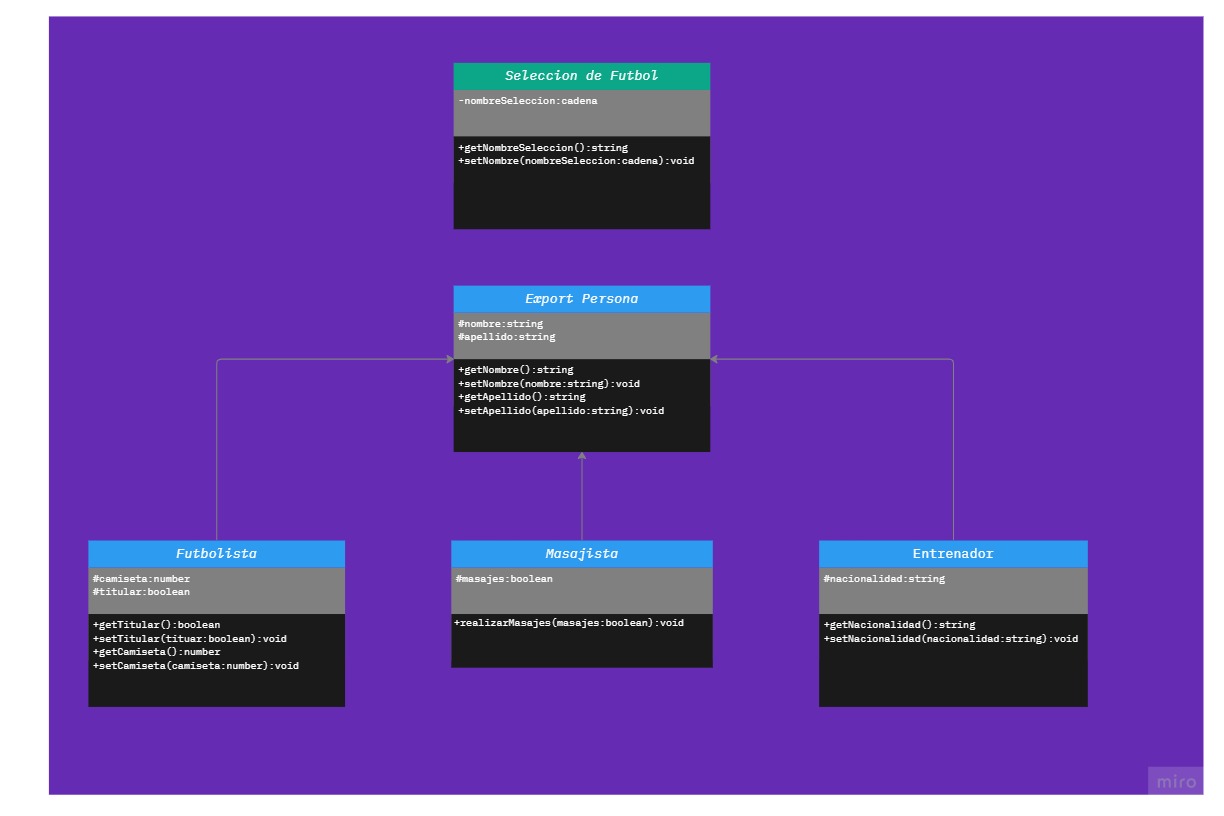 Seleccion de Futbol
-nombreSeleccion:cadena
+getNombreSeleccion():string
+setNombre(nombreSeleccion:cadena):void
Export Persona
#nombre:string
#apellido:string
+getNombre():string
+setNombre(nombre:string):void
+getApellido():string
+setApellido(apellido:string):void
Futbolista
#camiseta:number
#titular:boolean
+getTitular():boolean
+setTitular(tituar:boolean):void
+getCamiseta():number
+setCamiseta(camiseta:number):void
Masajista
#masajes:boolean
+realizarMasajes(masajes:boolean):void
Entrenador
#nacionalidad:string
+getNacionalidad():string
+setNacionalidad(nacionalidad:string):void
miro